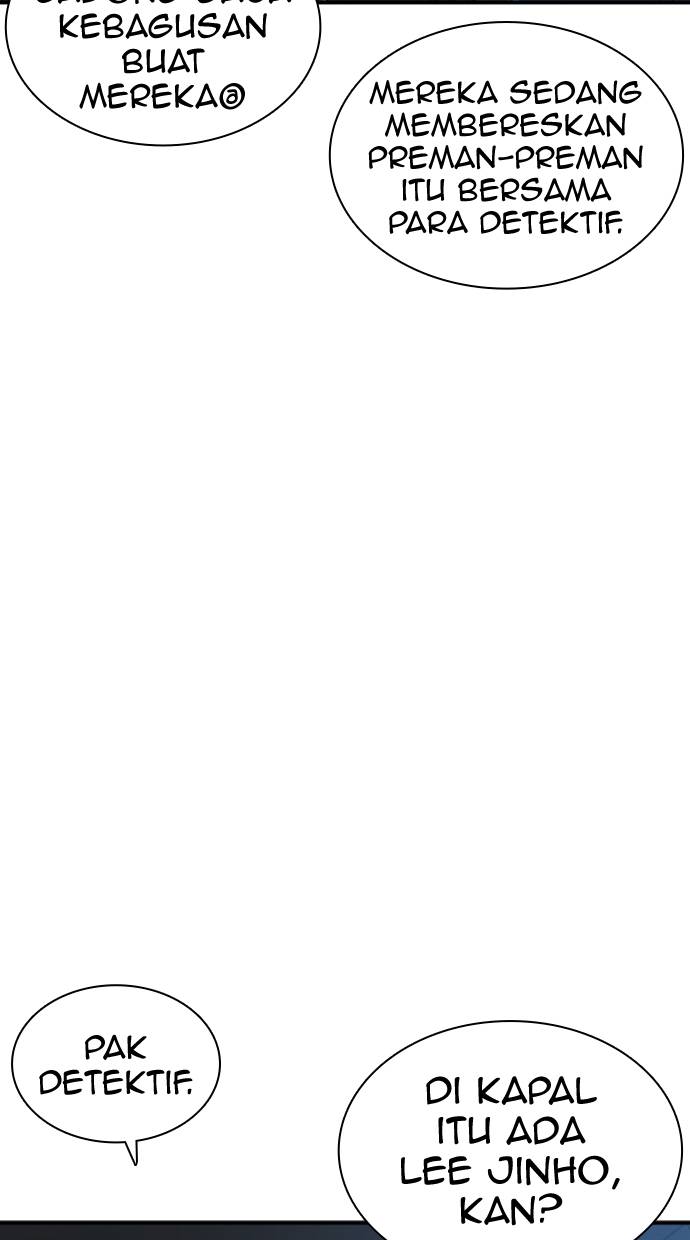 KEBAGUSAN
BUAT
MEREKA@
MEREKA SEDANG
MEMBERESKAN
PREMAN-PREMAN
ITU BERSAMA
PARA DETEKTIF.
PAK
DETEKTIF.
DI KAPAL
ITU ADA
LEE JINHO,
KAN?